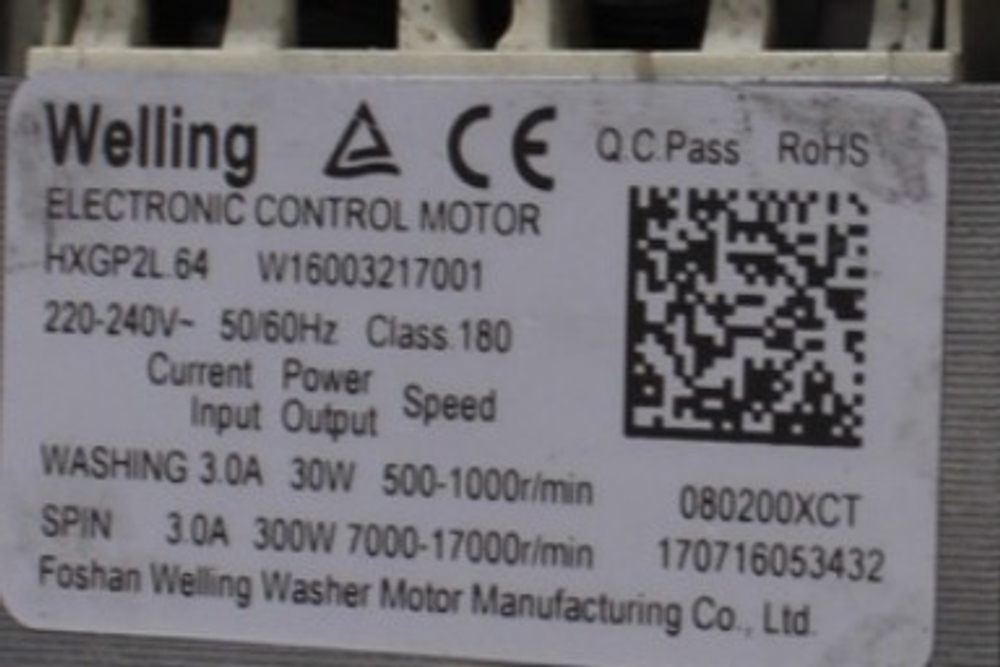 Welling CE Q.C.Pass RoHS
ELECTRONIC CONTROL MOTOR
HXGP2L.64 W16003217001
220-240V~ 50/60Hz Class.180
Current Power Speed
Input Output
WASHING 3.0A 30W 500-1000r/min 080200XCT
SPIN 3.0A 300W 7000-17000r/min 170716053432
Foshan Welling Washer Motor Manufacturing Co., Ltd.